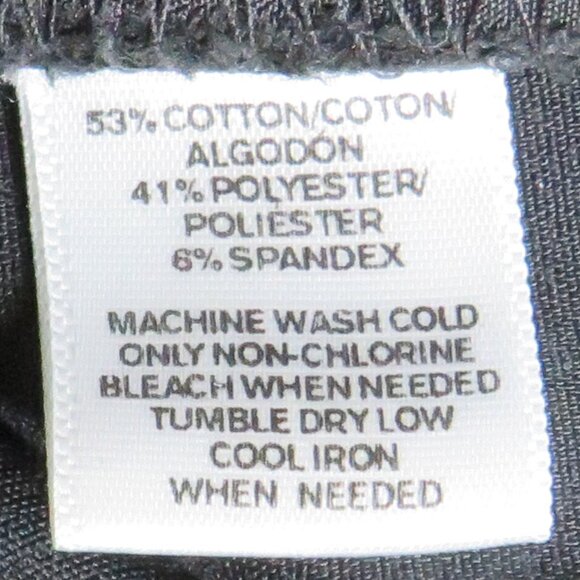 53% COTTON/COTON/
ALGODÓN
41% POLYESTER/
POLIÉSTER
6% SPANDEX
MACHINE WASH COLD
ONLY NON-CHLORINE
BLEACH WHEN NEEDED
TUMBLE DRY LOW
COOL IRON
WHEN NEEDED